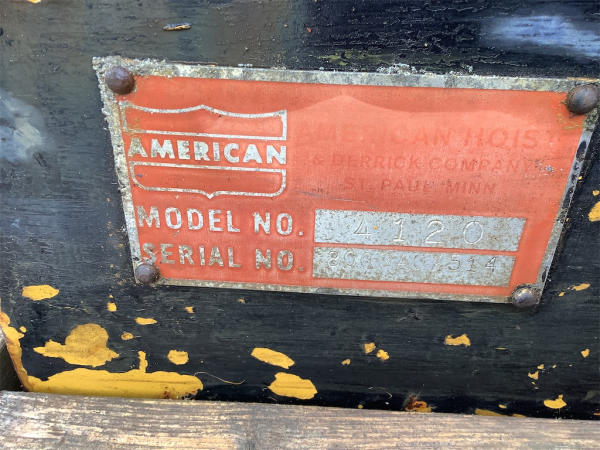 AMERICAN
AMERICAN HOIST
& DERRICK COMPANY
ST. PAUL, MINN
MODEL NO. 4120
SERIAL NO.